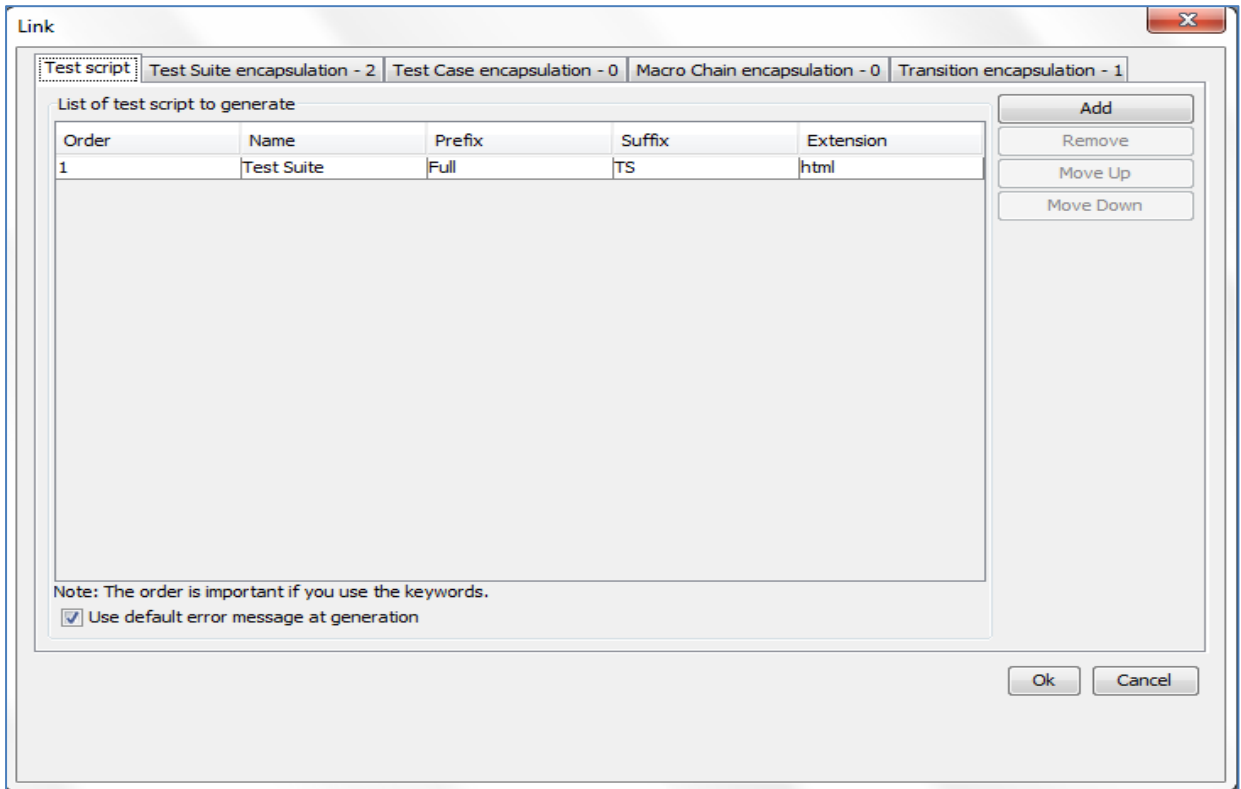 Link
Test script Test Suite encapsulation - 2 Test Case encapsulation - 0 Macro Chain encapsulation - 0 Transition encapsulation - 1
List of test script to generate
Order Name Prefix Suffix Extension
1 Test Suite Full TS html
Add
Remove
Move Up
Move Down
Note: The order is important if you use the keywords.
Use default error message at generation
Ok Cancel